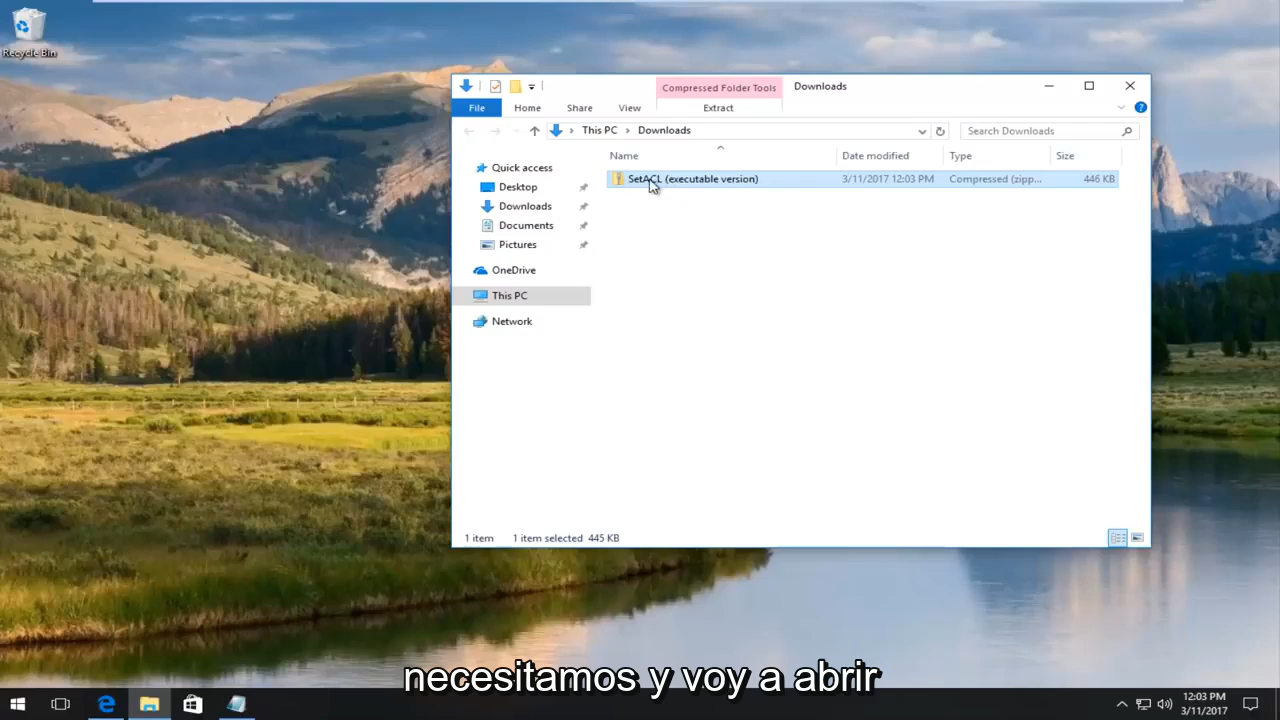 Recycle Bin
Compressed Folder Tools
Downloads
File
Home
Share
View
Extract
This PC
Downloads
Search Downloads
Name
Date modified
Type
Size
SetACL (executable version)
3/11/2017 12:03 PM
Compressed (zipp...
446 KB
Quick access
Desktop
Downloads
Documents
Pictures
OneDrive
This PC
Network
1 item
1 item selected 445 KB
necesitamos y voy a abrir
12:03 PM
3/11/2017